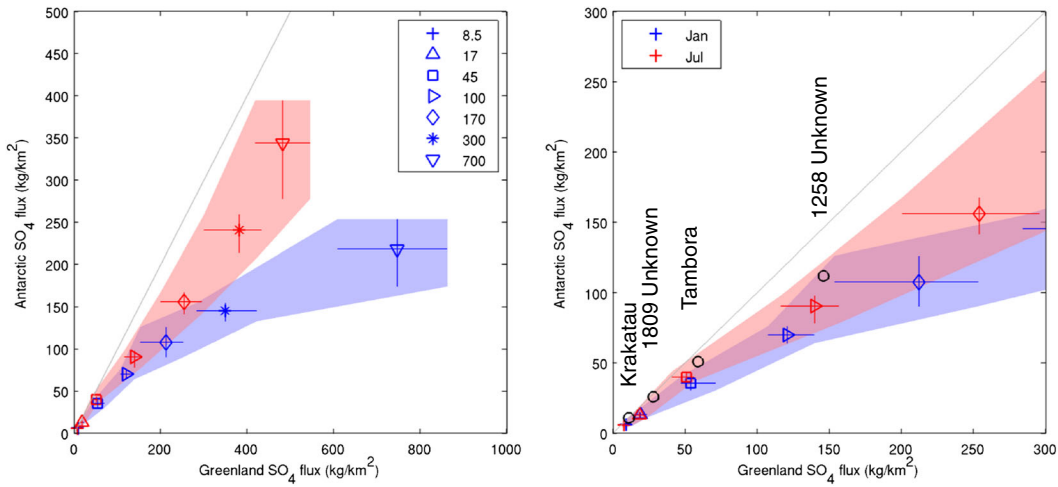 500
450
400
350
300
250
200
150
100
50
0
Antarctic SO4 flux (kg/km2)
0 200 400 600 800 1000
Greenland SO4 flux (kg/km2)
8.5
17
45
100
170
300
700
300
250
200
150
100
50
0
Antarctic SO4 flux (kg/km2)
0 50 100 150 200 250 300
Greenland SO4 flux (kg/km2)
Jan
Jul
Krakatau
1809 Unknown
Tambora
1258 Unknown